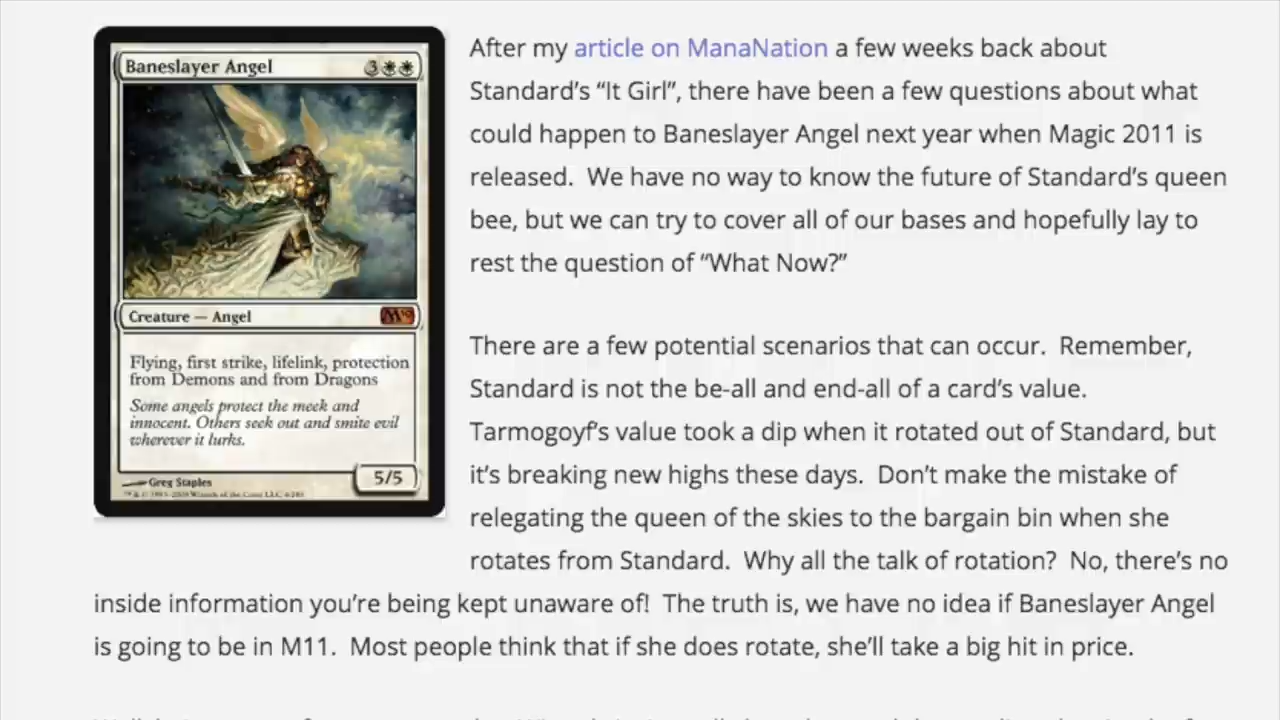 Baneslayer Angel
Creature — Angel
Flying, first strike, lifelink, protection
from Demons and from Dragons
Some angels protect the meek and
innocent. Others seek out and smite evil
wherever it lurks.
Greg Staples
5/5
After my article on ManaNation a few weeks back about
Standard’s “It Girl”, there have been a few questions about what
could happen to Baneslayer Angel next year when Magic 2011 is
released.  We have no way to know the future of Standard’s queen
bee, but we can try to cover all of our bases and hopefully lay to
rest the question of “What Now?”
There are a few potential scenarios that can occur.  Remember,
Standard is not the be-all and end-all of a card’s value.
Tarmogoyf’s value took a dip when it rotated out of Standard, but
it’s breaking new highs these days.  Don’t make the mistake of
relegating the queen of the skies to the bargain bin when she
rotates from Standard.  Why all the talk of rotation?  No, there’s no
inside information you’re being kept unaware of!  The truth is, we have no idea if Baneslayer Angel
is going to be in M11.  Most people think that if she does rotate, she’ll take a big hit in price.